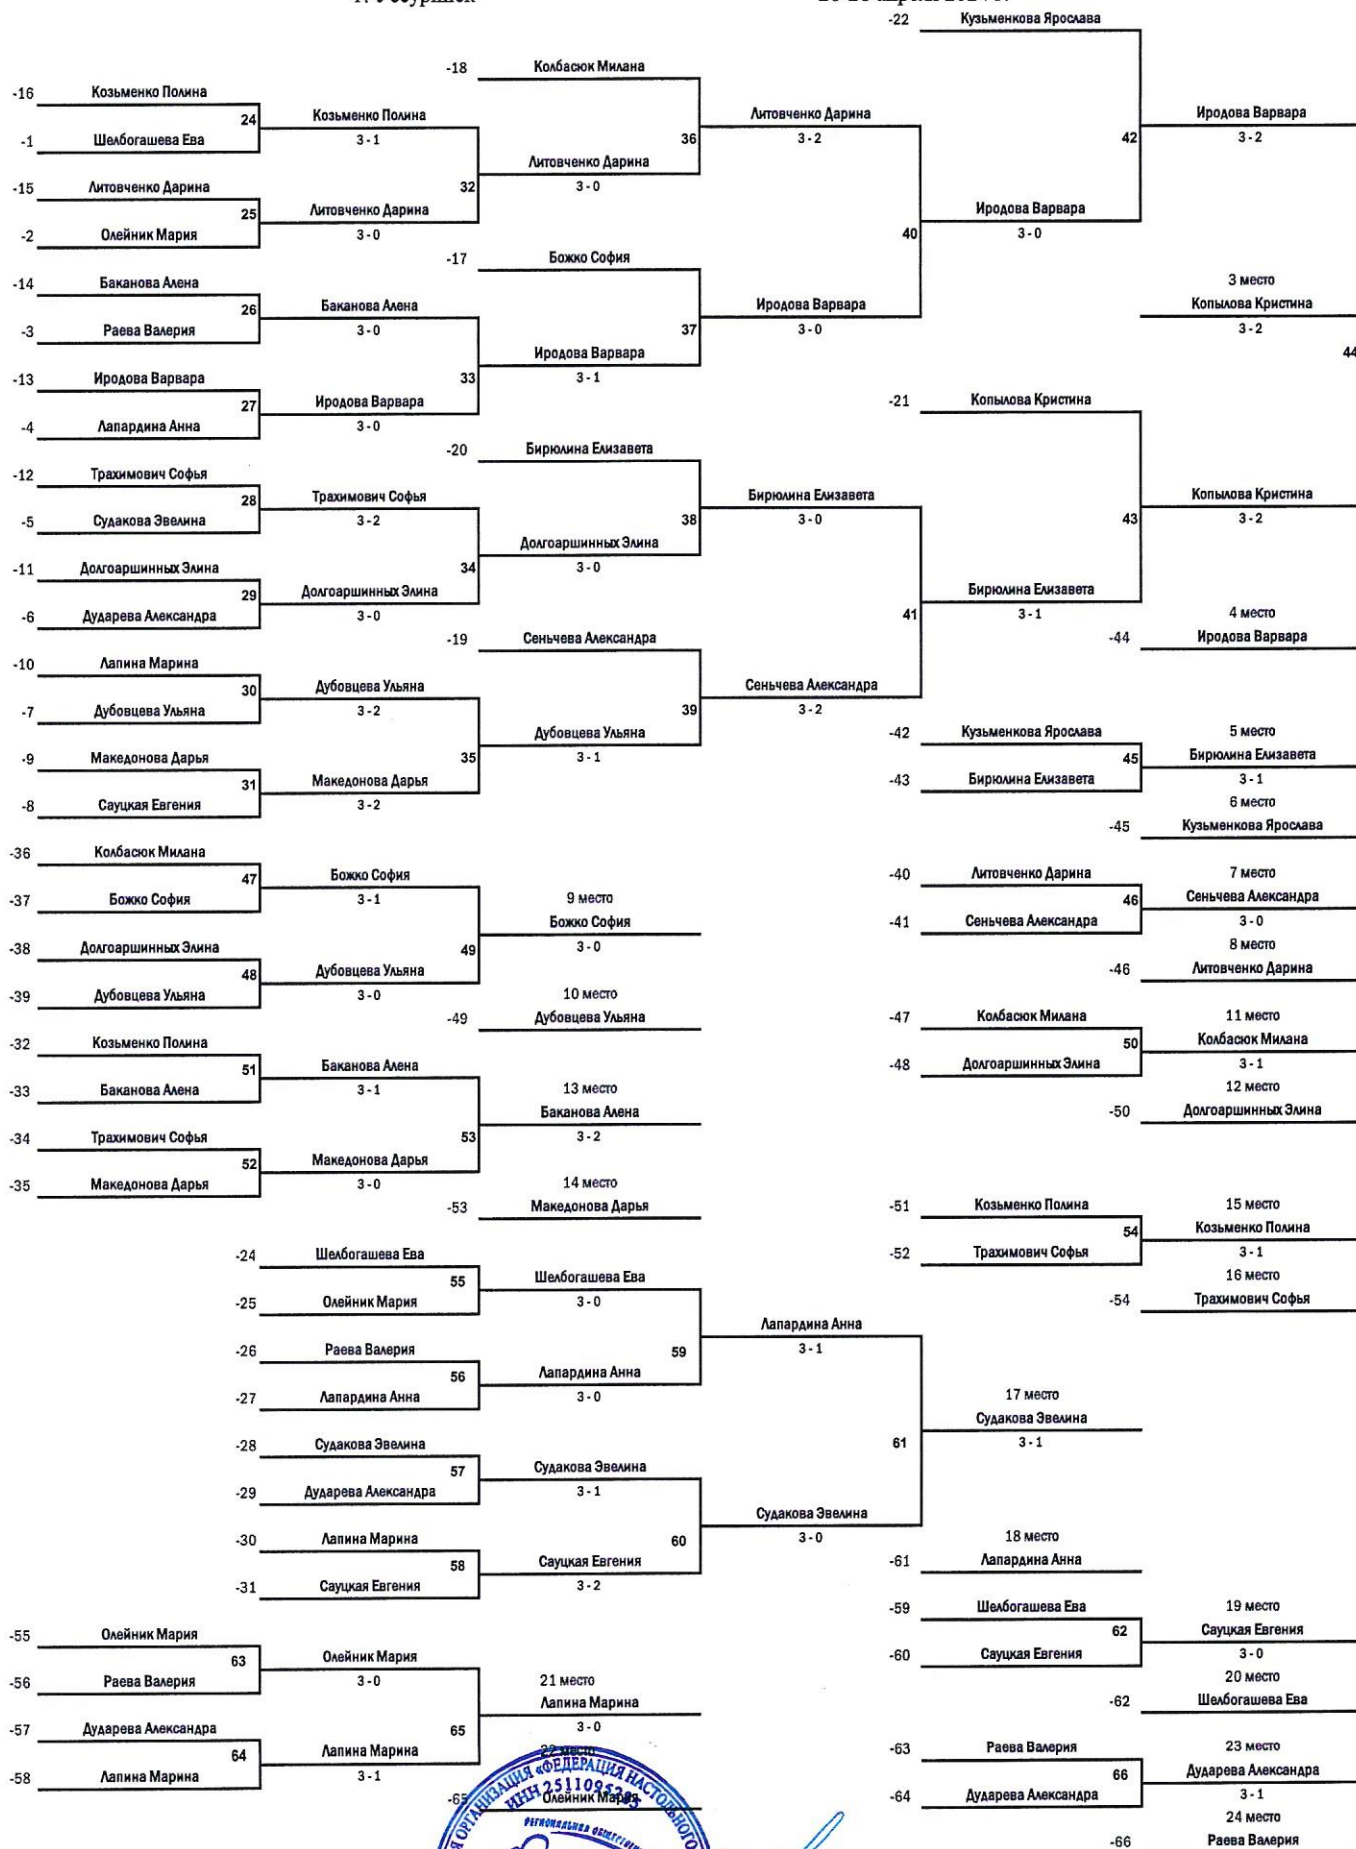 -22 Кузьменкова Ярослава
-18 Колбасюк Милана
-16 Козьменко Полина
24 Козьменко Полина 3 - 1
-1 Шелбогашева Ева
36 Литовченко Дарина 3 - 2
42 Иродова Варвара 3 - 2
-15 Литовченко Дарина
32 Литовченко Дарина 3 - 0
25 Литовченко Дарина 3 - 0
-2 Олейник Мария
40 Иродова Варвара 3 - 0
-17 Божко София
-14 Баканова Алена
26 Баканова Алена 3 - 0
-3 Раева Валерия
37 Иродова Варвара 3 - 0
3 место
Копылова Кристина
3 - 2
44
33 Иродова Варвара 3 - 1
-13 Иродова Варвара
27 Иродова Варвара 3 - 0
-4 Лапардина Анна
-21 Копылова Кристина
-20 Бирюлина Елизавета
-12 Трахимович Софья
28 Трахимович Софья 3 - 2
-5 Судакова Эвелина
38 Бирюлина Елизавета 3 - 0
43 Копылова Кристина 3 - 2
34 Долгоаршинных Элина 3 - 0
-11 Долгоаршинных Элина
29 Долгоаршинных Элина 3 - 0
-6 Дударева Александра
41 Бирюлина Елизавета 3 - 1
4 место
-44 Иродова Варвара
-19 Сеньчева Александра
-10 Лапина Марина
30 Дубовцева Ульяна 3 - 2
-7 Дубовцева Ульяна
39 Сеньчева Александра 3 - 2
35 Дубовцева Ульяна 3 - 1
-9 Македонова Дарья
31 Македонова Дарья 3 - 2
-8 Сауцкая Евгения
-42 Кузьменкова Ярослава
5 место
45 Бирюлина Елизавета 3 - 1
-43 Бирюлина Елизавета
6 место
-45 Кузьменкова Ярослава
-36 Колбасюк Милана
47 Божко София 3 - 1
-37 Божко София
9 место
49 Божко София 3 - 0
-38 Долгоаршинных Элина
48 Дубовцева Ульяна 3 - 0
-39 Дубовцева Ульяна
10 место
-49 Дубовцева Ульяна
-40 Литовченко Дарина
7 место
46 Сеньчева Александра 3 - 0
-41 Сеньчева Александра
8 место
-46 Литовченко Дарина
-47 Колбасюк Милана
11 место
50 Колбасюк Милана 3 - 1
-48 Долгоаршинных Элина
12 место
-50 Долгоаршинных Элина
-32 Козьменко Полина
51 Баканова Алена 3 - 1
-33 Баканова Алена
13 место
53 Баканова Алена 3 - 2
-34 Трахимович Софья
52 Македонова Дарья 3 - 0
-35 Македонова Дарья
14 место
-53 Македонова Дарья
-51 Козьменко Полина
15 место
54 Козьменко Полина 3 - 1
-52 Трахимович Софья
16 место
-54 Трахимович Софья
-24 Шелбогашева Ева
55 Шелбогашева Ева 3 - 0
-25 Олейник Мария
59 Лапардина Анна 3 - 1
-26 Раева Валерия
56 Лапардина Анна 3 - 0
-27 Лапардина Анна
17 место
61 Судакова Эвелина 3 - 1
-28 Судакова Эвелина
57 Судакова Эвелина 3 - 1
-29 Дударева Александра
60 Судакова Эвелина 3 - 0
-30 Лапина Марина
58 Сауцкая Евгения 3 - 2
-31 Сауцкая Евгения
18 место
-61 Лапардина Анна
-59 Шелбогашева Ева
19 место
62 Сауцкая Евгения 3 - 0
-60 Сауцкая Евгения
20 место
-62 Шелбогашева Ева
-55 Олейник Мария
63 Олейник Мария 3 - 0
-56 Раева Валерия
21 место
65 Лапина Марина 3 - 0
-57 Дударева Александра
64 Лапина Марина 3 - 1
-58 Лапина Марина
22 место
-65 Олейник Мария
-63 Раева Валерия
23 место
66 Дударева Александра 3 - 1
-64 Дударева Александра
24 место
-66 Раева Валерия
ОРГАНИЗАЦИЯ «ФЕДЕРАЦИЯ НАСТОЛЬНОГО
ИНН 2511095295